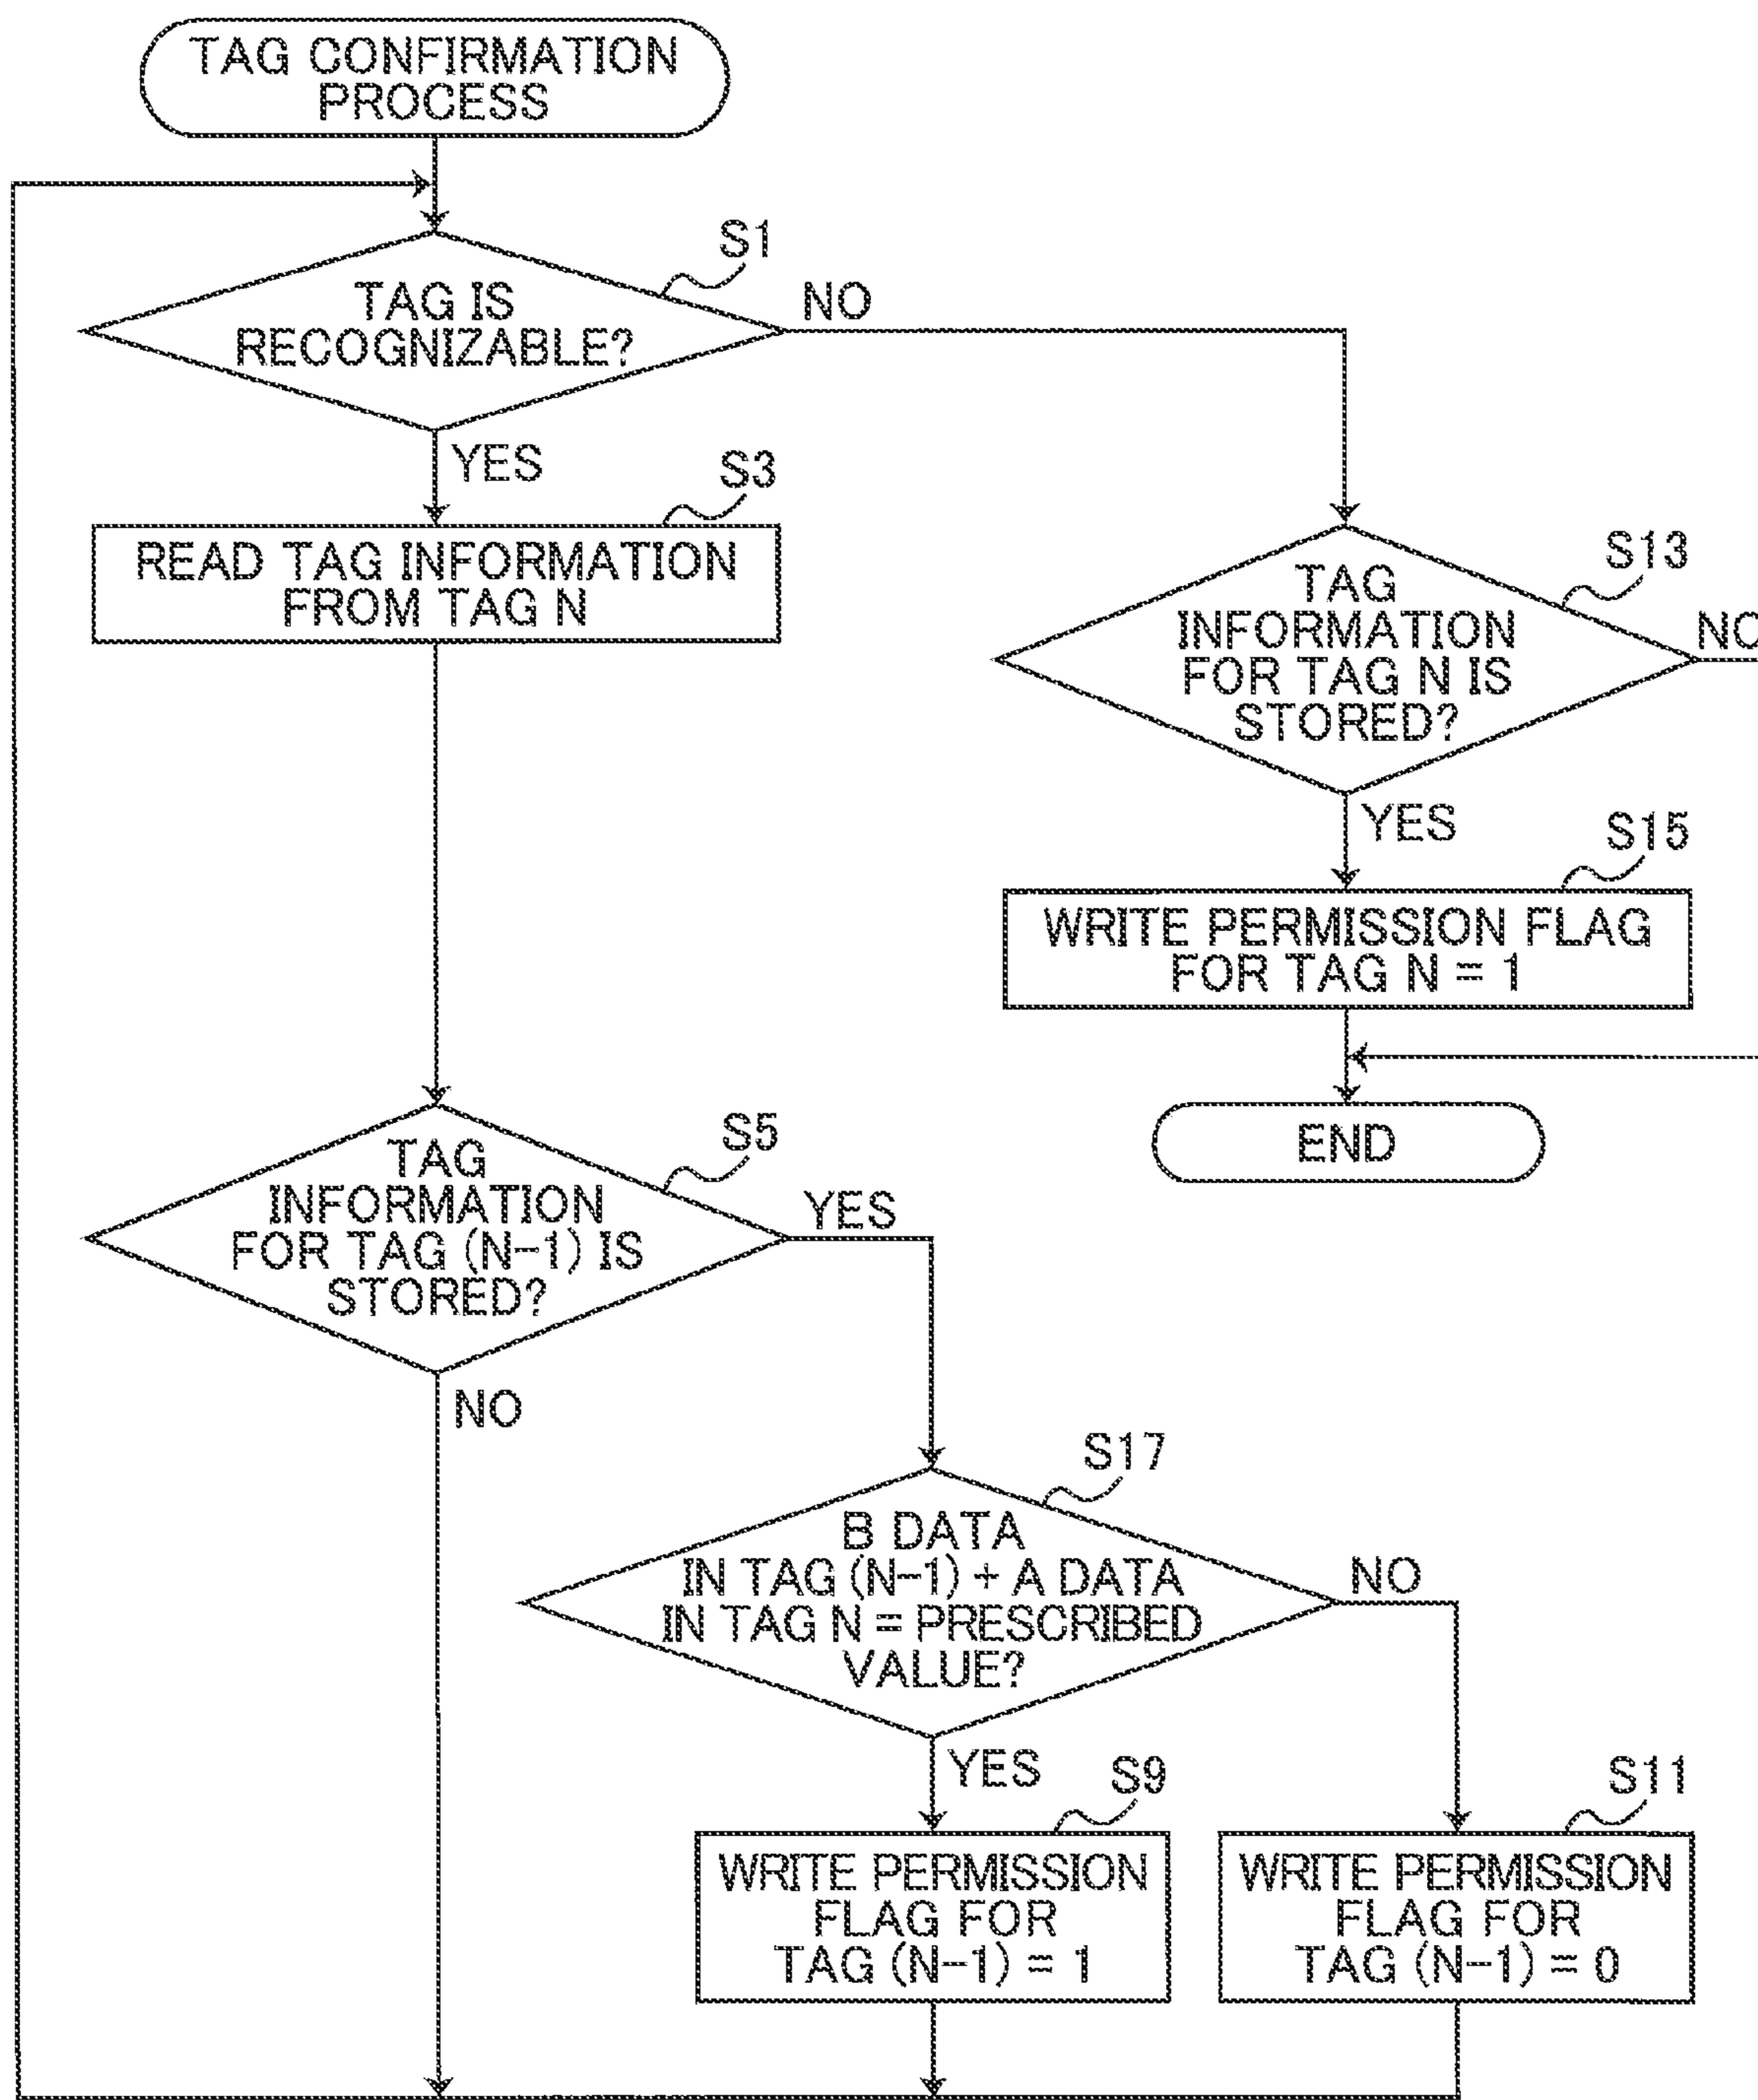 TAG CONFIRMATION
PROCESS
S1
TAG IS
RECOGNIZABLE?
NO
YES
S3
READ TAG INFORMATION
FROM TAG N
S13
TAG
INFORMATION
FOR TAG N IS
STORED?
NO
YES
S15
WRITE PERMISSION FLAG
FOR TAG N = 1
END
S5
TAG
INFORMATION
FOR TAG (N-1) IS
STORED?
YES
NO
S17
B DATA
IN TAG (N-1) + A DATA
IN TAG N = PRESCRIBED
VALUE?
NO
YES
S9
WRITE PERMISSION
FLAG FOR
TAG (N-1) = 1
S11
WRITE PERMISSION
FLAG FOR
TAG (N-1) = 0